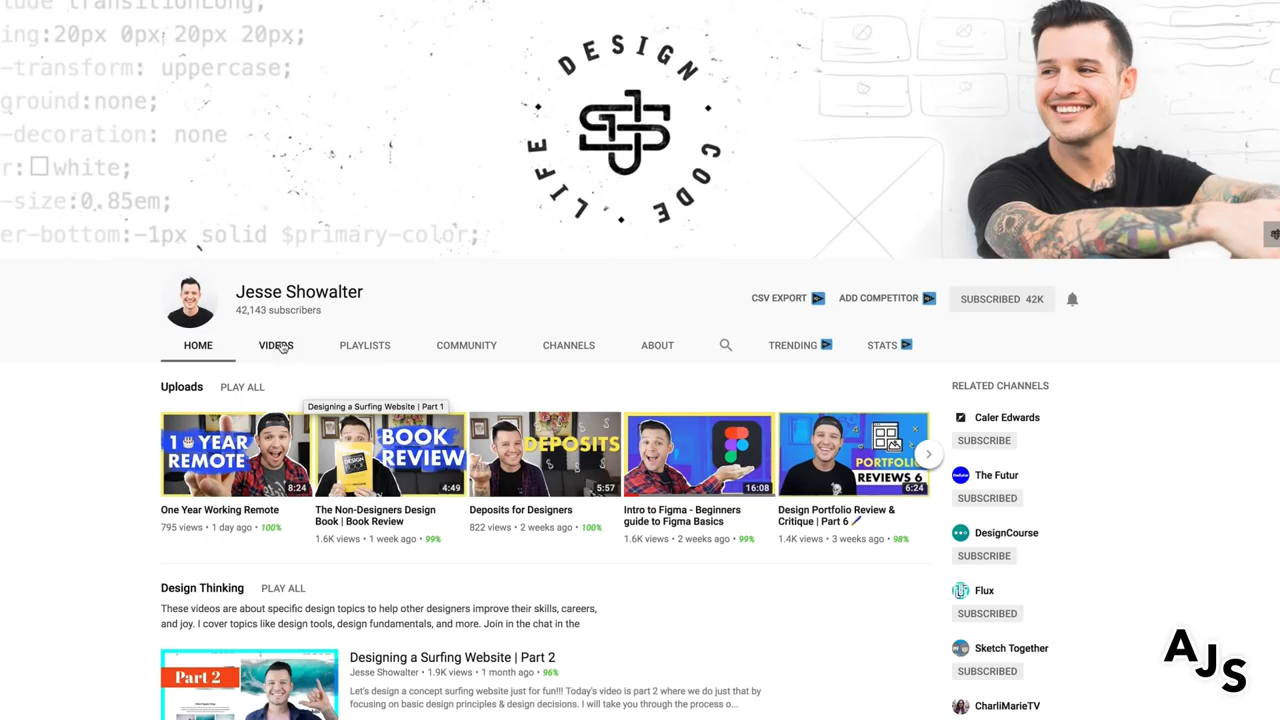 ing:20px 0px 20px 20px;
-transform: uppercase;
ground:none;
-decoration: none
r: white;
-size:0.85em;
er-bottom:-1px solid $primary-color;
DESIGN
CODE
LIFE
Jesse Showalter
42,143 subscribers
CSV EXPORT
ADD COMPETITOR
SUBSCRIBED 42K
HOME VIDEOS PLAYLISTS COMMUNITY CHANNELS ABOUT TRENDING STATS
Uploads PLAY ALL
Designing a Surfing Website | Part 1
1 YEAR
REMOTE
8:24
BOOK
REVIEW
4:49
DEPOSITS
5:57
16:08
PORTFOLIO
REVIEWS 6
6:24
One Year Working Remote
795 views • 1 day ago • 100%
The Non-Designers Design
Book | Book Review
1.6K views • 1 week ago • 99%
Deposits for Designers
822 views • 2 weeks ago • 100%
Intro to Figma - Beginners
guide to Figma Basics
1.6K views • 2 weeks ago • 99%
Design Portfolio Review &
Critique | Part 6
1.4K views • 3 weeks ago • 98%
Design Thinking PLAY ALL
These videos are about specific design topics to help other designers improve their skills, careers,
and joy. I cover topics like design tools, design fundamentals, and more. Join in the chat in the
Part 2
Designing a Surfing Website | Part 2
Jesse Showalter • 1.9K views • 1 month ago • 96%
Let's design a concept surfing website just for fun!!! Today's video is part 2 where we do just that by
focusing on basic design principles & design decisions. I will take you through the process o...
RELATED CHANNELS
Caler Edwards
SUBSCRIBE
The Futur
SUBSCRIBED
DesignCourse
SUBSCRIBE
Flux
SUBSCRIBED
Sketch Together
SUBSCRIBED
CharliMarieTV
AJS